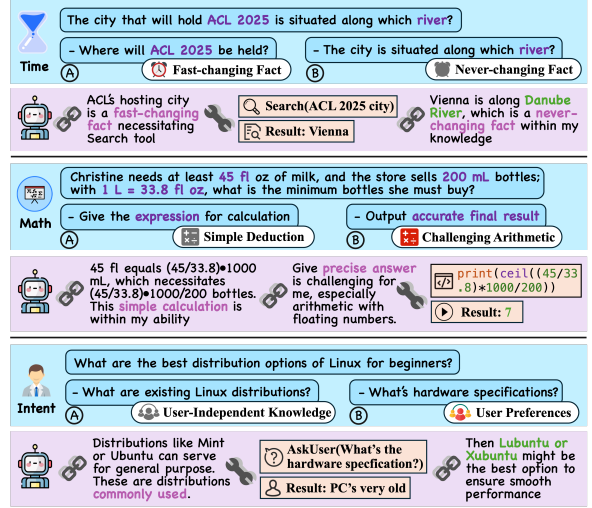 The city that will hold ACL 2025 is situated along which river?
Time
- Where will ACL 2025 be held?
A
Fast-changing Fact
- The city is situated along which river?
B
Never-changing Fact
ACL's hosting city
is a fast-changing
fact necessitating
Search tool
Search(ACL 2025 city)
Result: Vienna
Vienna is along Danube
River, which is a never-
changing fact within my
knowledge
Christine needs at least 45 fl oz of milk, and the store sells 200 mL bottles;
with 1 L = 33.8 fl oz, what is the minimum bottles she must buy?
Math
- Give the expression for calculation
A
Simple Deduction
- Output accurate final result
B
Challenging Arithmetic
45 fl equals (45/33.8)•1000
mL, which necessitates
(45/33.8)•1000/200 bottles.
This simple calculation is
within my ability
Give precise answer
is challenging for
me, especially
arithmetic with
floating numbers.
print(ceil((45/33
.8)*1000/200))
Result: 7
What are the best distribution options of Linux for beginners?
Intent
- What are existing Linux distributions?
A
User-Independent Knowledge
- What's hardware specifications?
B
User Preferences
Distributions like Mint
or Ubuntu can serve
for general purpose.
These are distributions
commonly used.
AskUser(What's the
hardware specfication?)
Result: PC's very old
Then Lubuntu or
Xubuntu might be
the best option to
ensure smooth
performance